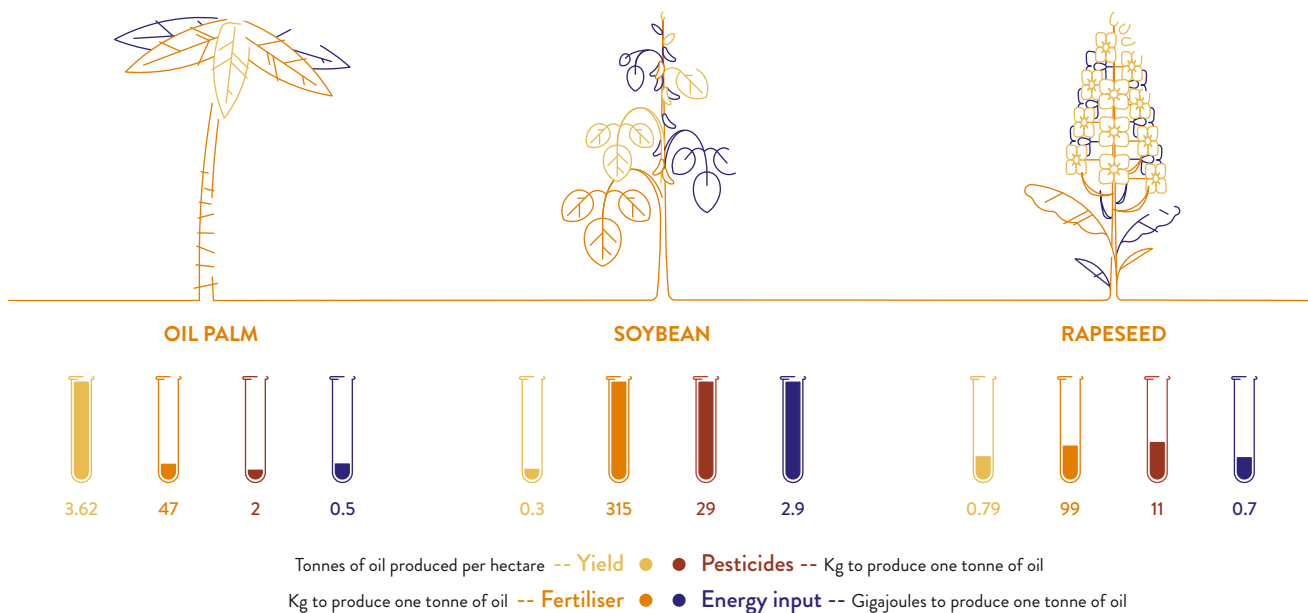 OIL PALM
SOYBEAN
RAPESEED
3.62 47 2 0.5
0.3 315 29 2.9
0.79 99 11 0.7
Tonnes of oil produced per hectare -- Yield
Pesticides -- Kg to produce one tonne of oil
Kg to produce one tonne of oil -- Fertiliser
Energy input -- Gigajoules to produce one tonne of oil